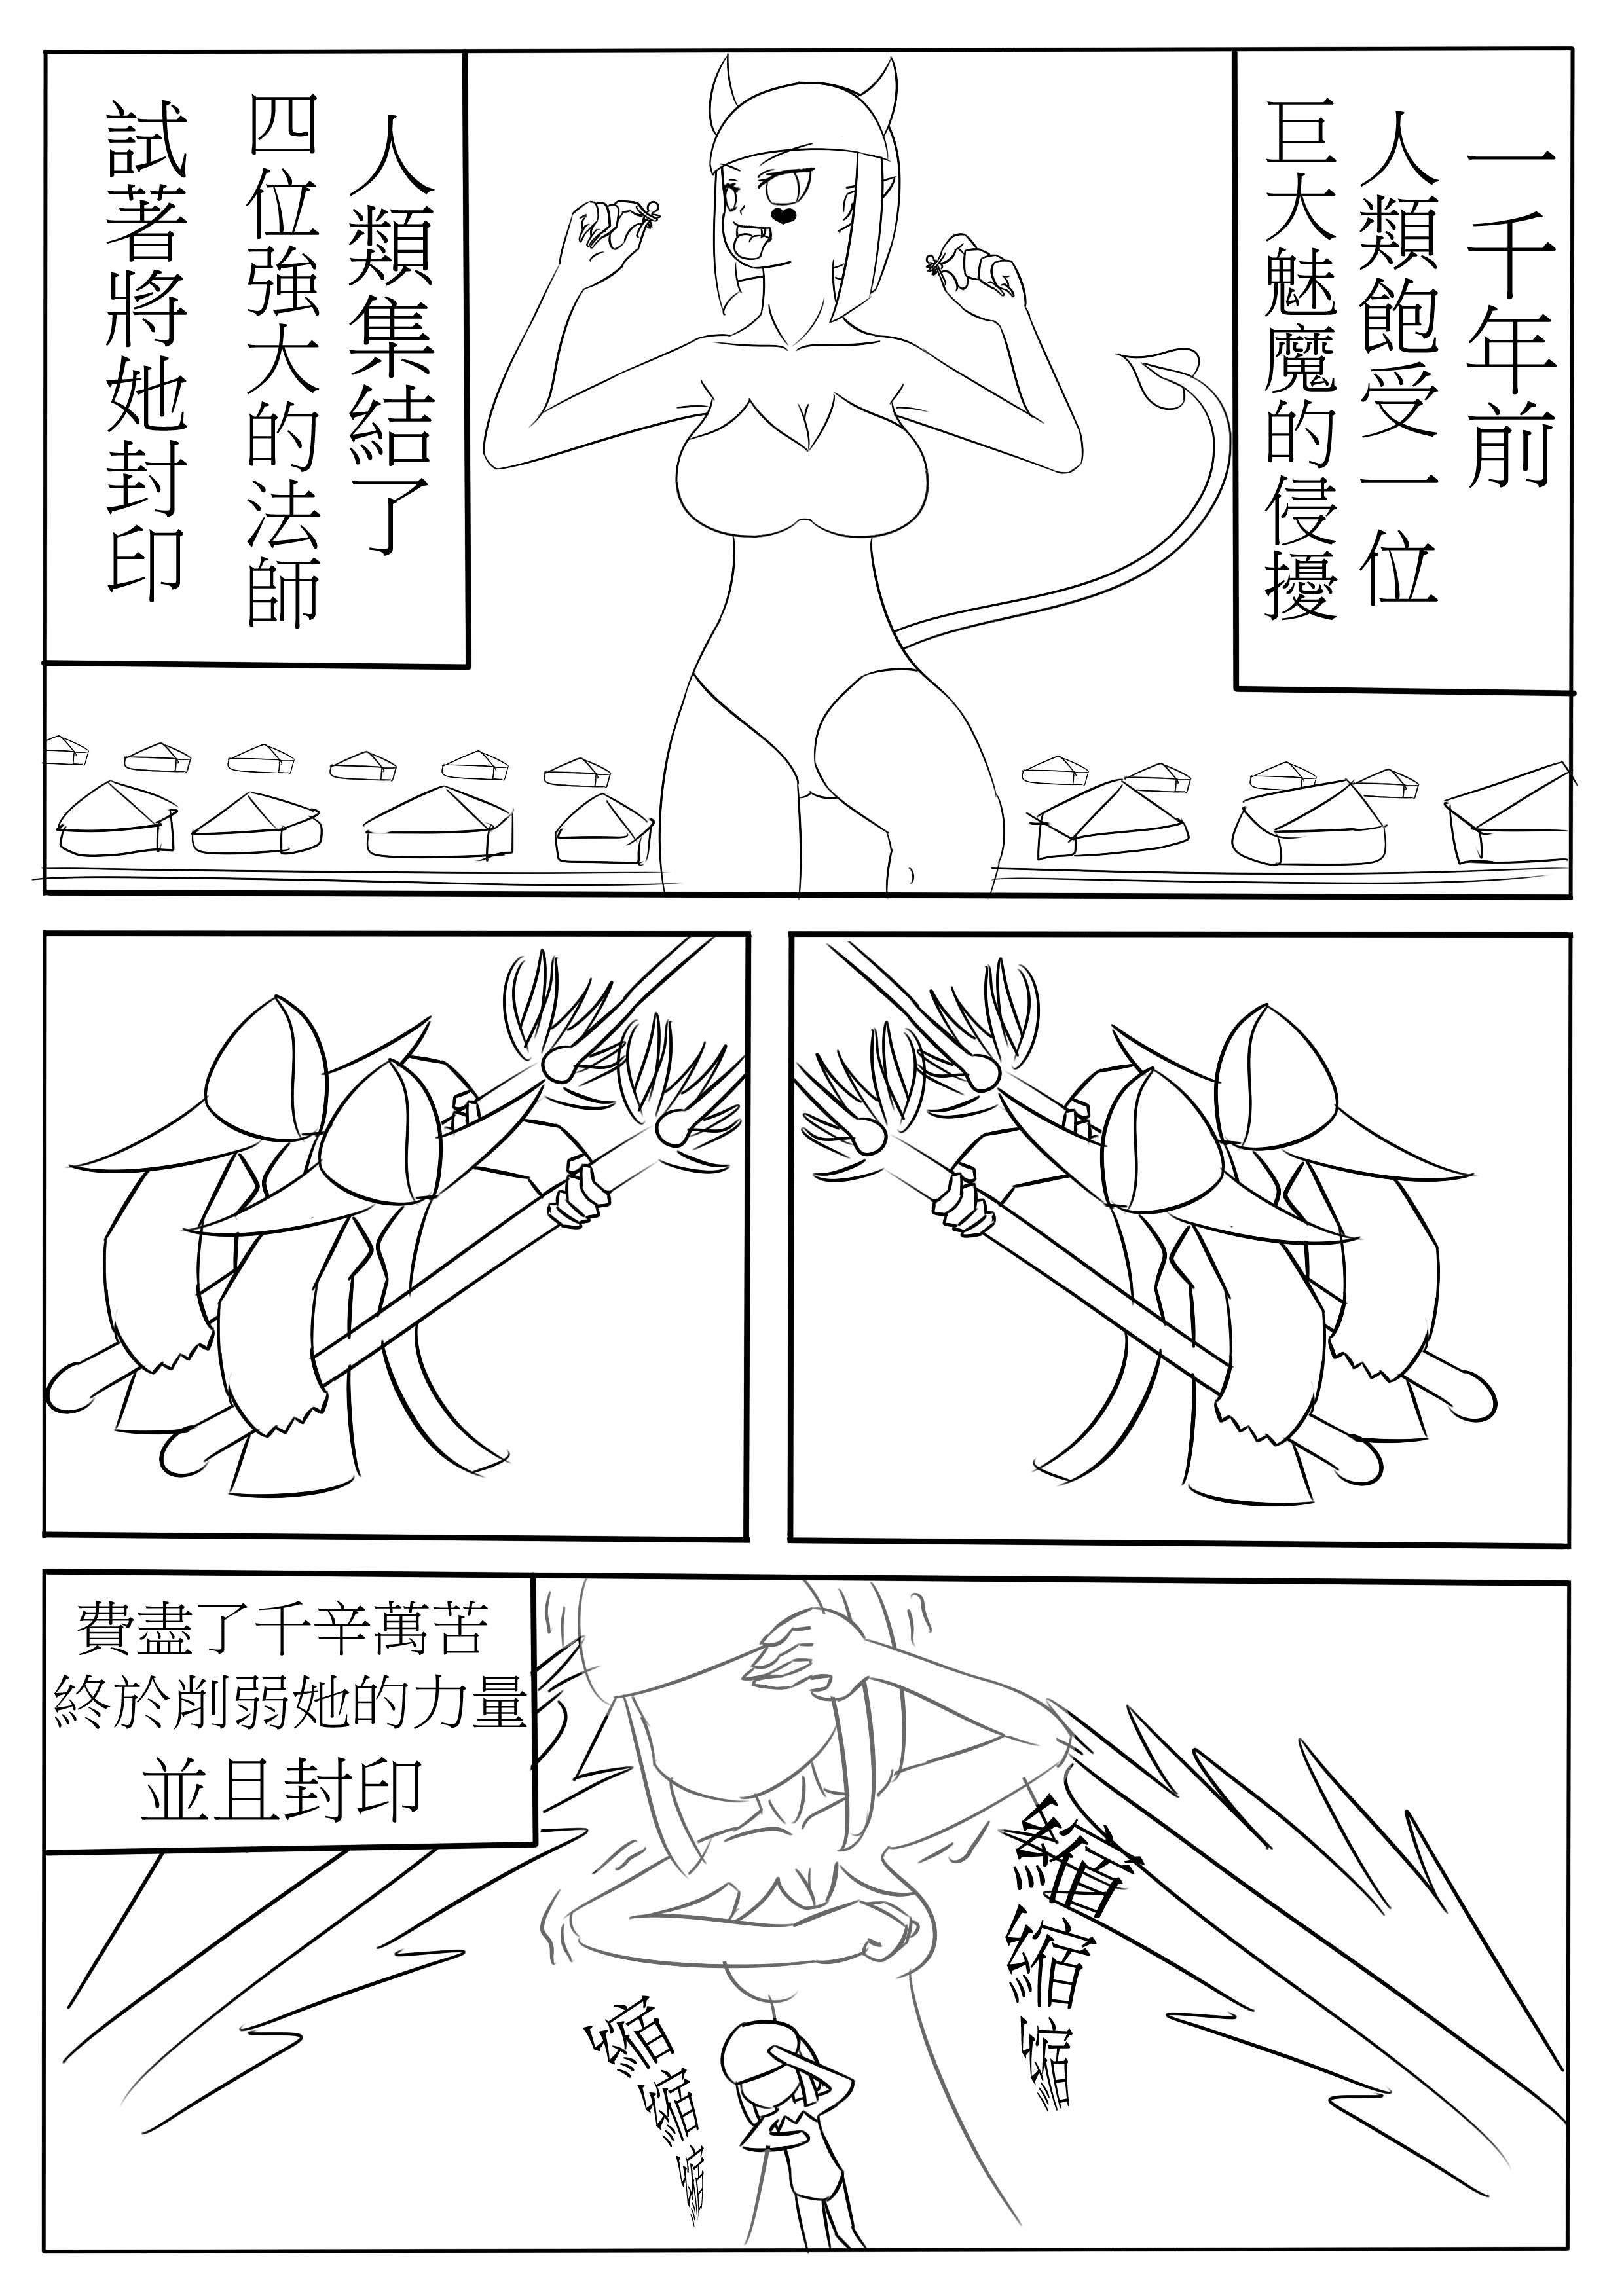 一千年前
人類飽受一位
巨大魅魔的侵擾
人類集結了
四位強大的法師
試著將她封印
費盡了千辛萬苦
終於削弱她的力量
並且封印
縮縮縮
縮縮縮